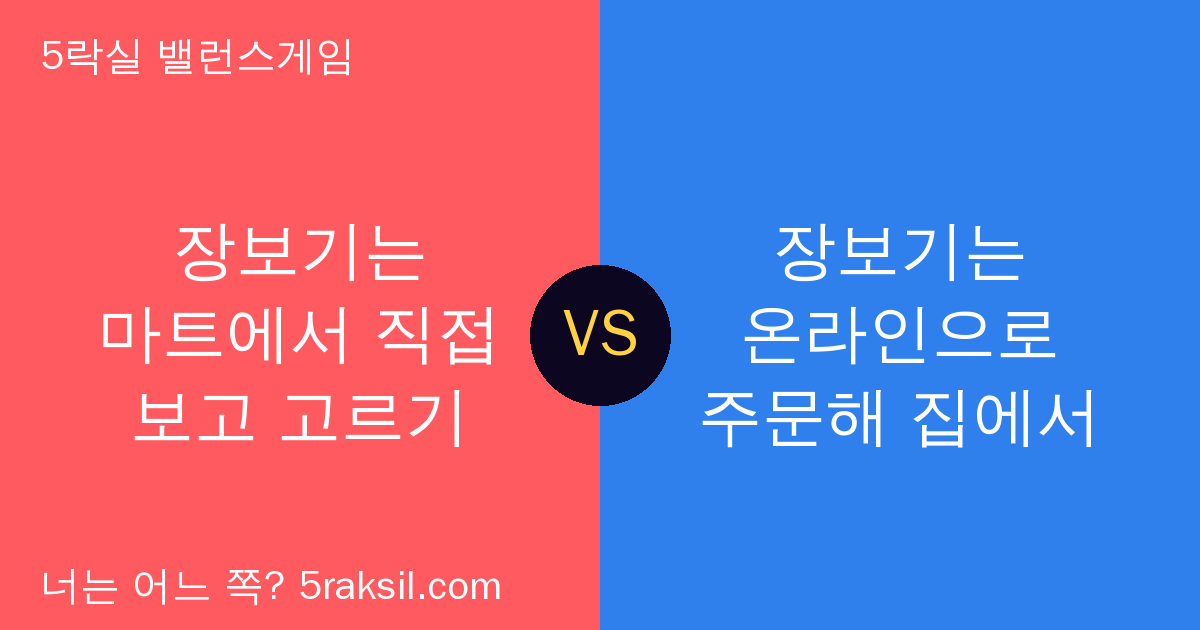 5락실 밸런스게임
장보기는
마트에서 직접
보고 고르기
VS
장보기는
온라인으로
주문해 집에서
너는 어느 쪽? 5raksil.com